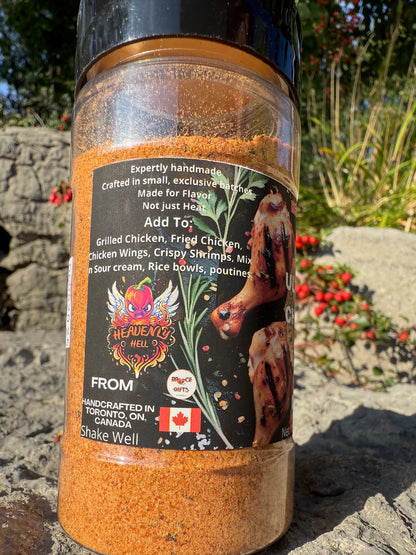 Expertly handmade
Crafted in small, exclusive batches
Made for Flavor
Not just Heat
Add To:
Grilled Chicken, Fried Chicken,
Chicken Wings, Crispy Shrimps, Mix
n Sour cream, Rice bowls, poutines
HEAVENLY
HELL
FROM
HANDCRAFTED IN
TORONTO, ON,
CANADA
Shake Well